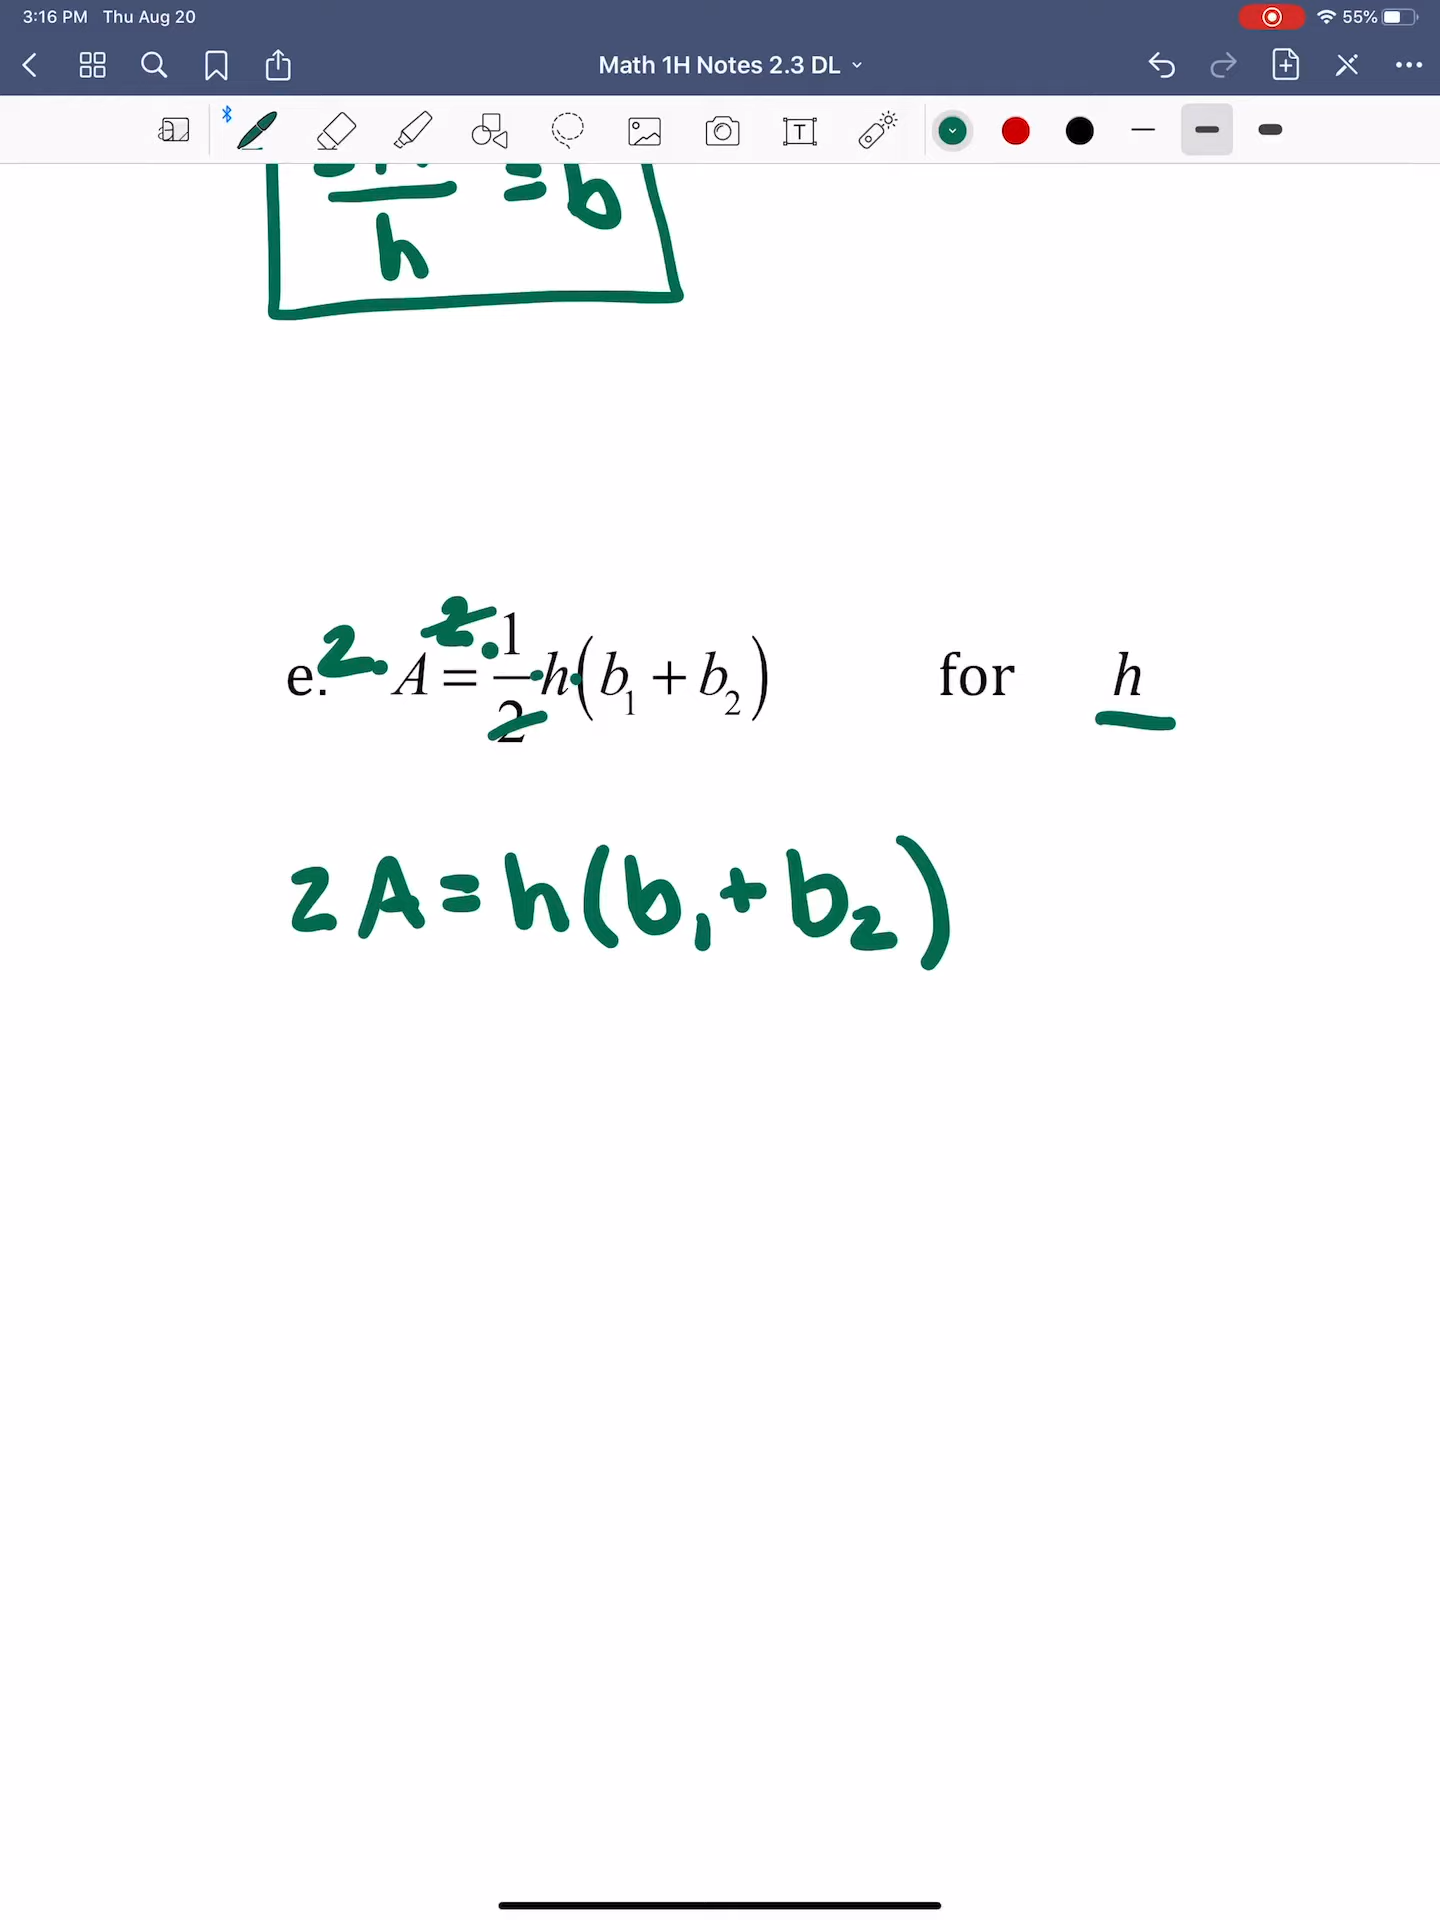 3:16 PM Thu Aug 20 55%
Math 1H Notes 2.3 DL
= b
h
2. 2.
e. A = 1/2 · h · (b₁ + b₂) for h
2A = h(b₁ + b₂)